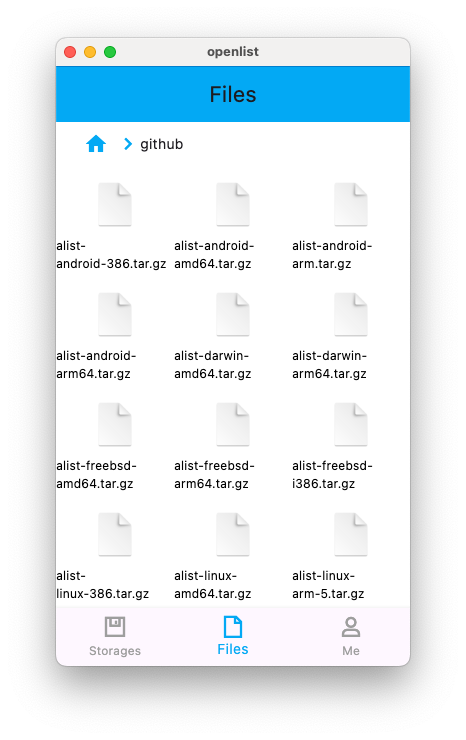 openlist
Files
github
alist-
android-386.tar.gz
alist-android-
amd64.tar.gz
alist-android-
arm.tar.gz
alist-android-
arm64.tar.gz
alist-darwin-
amd64.tar.gz
alist-darwin-
arm64.tar.gz
alist-freebsd-
amd64.tar.gz
alist-freebsd-
arm64.tar.gz
alist-freebsd-
i386.tar.gz
alist-
linux-386.tar.gz
alist-linux-
amd64.tar.gz
alist-linux-
arm-5.tar.gz
Storages
Files
Me